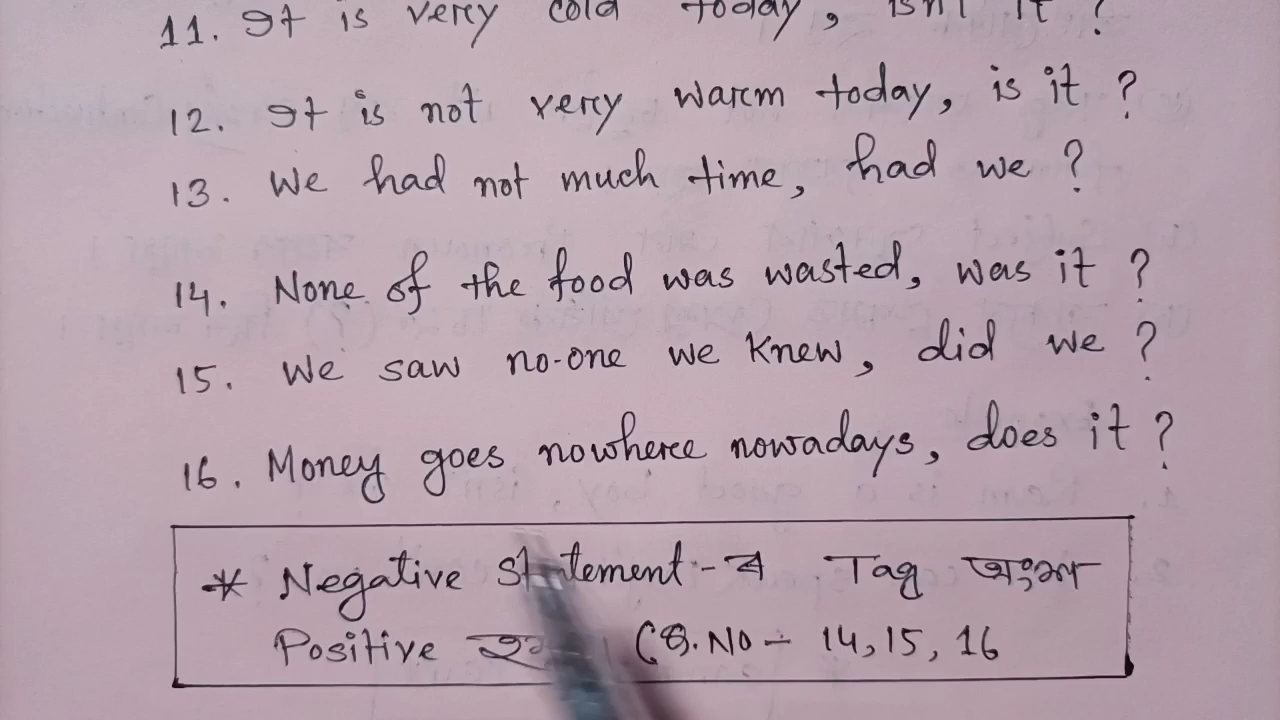 11. It is very cold today, isn't it ?
12. It is not very warm today, is it ?
13. We had not much time, had we ?
14. None of the food was wasted, was it ?
15. We saw no-one we knew, did we ?
16. Money goes nowhere nowadays, does it ?
* Negative Statement-এ Tag অংশ
Positive (S.No - 14, 15, 16